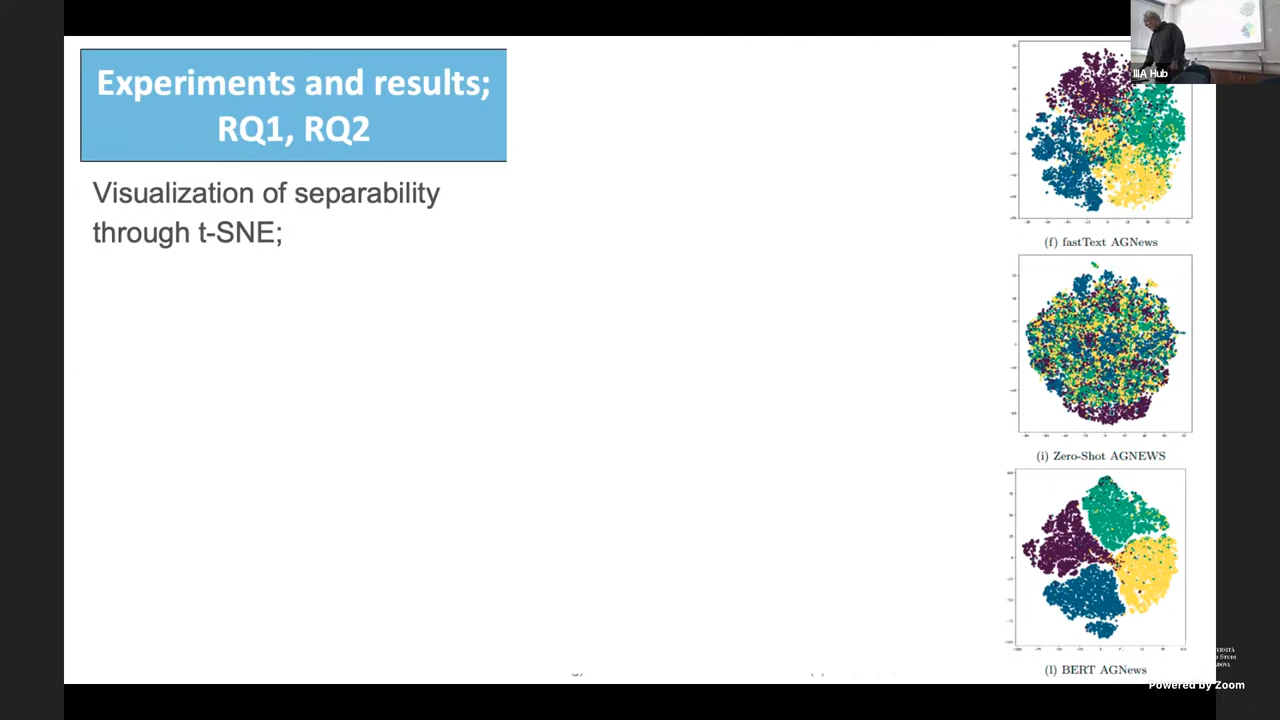 Experiments and results;
RQ1, RQ2
Visualization of separability
through t-SNE;
IIIA Hub
(f) fastText AGNews
(i) Zero-Shot AGNEWS
(l) BERT AGNews
Powered by Zoom